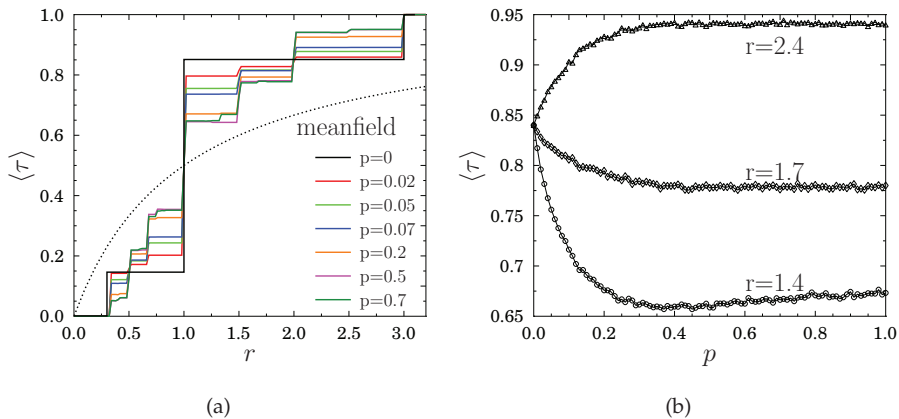 1.0
0.8
0.6
0.4
0.2
0.0
⟨τ⟩
0.0 0.5 1.0 1.5 2.0 2.5 3.0
r
meanfield
p=0
p=0.02
p=0.05
p=0.07
p=0.2
p=0.5
p=0.7
(a)
0.95
0.90
0.85
0.80
0.75
0.70
0.65
⟨τ⟩
r=2.4
r=1.7
r=1.4
0.0 0.2 0.4 0.6 0.8 1.0
p
(b)